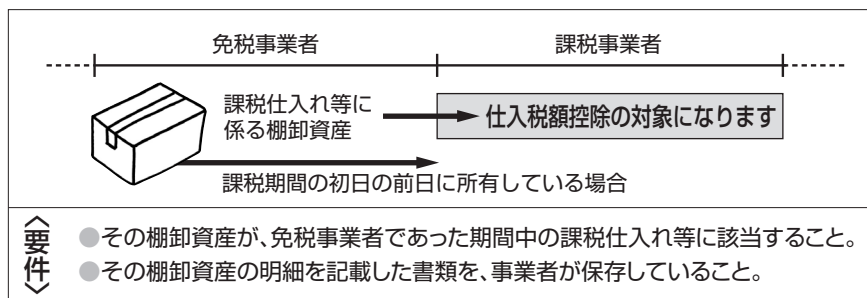 免税事業者
課税事業者
課税仕入れ等に
係る棚卸資産
仕入税額控除の対象になります
課税期間の初日の前日に所有している場合
〈要件〉
●その棚卸資産が、免税事業者であった期間中の課税仕入れ等に該当すること。
●その棚卸資産の明細を記載した書類を、事業者が保存していること。